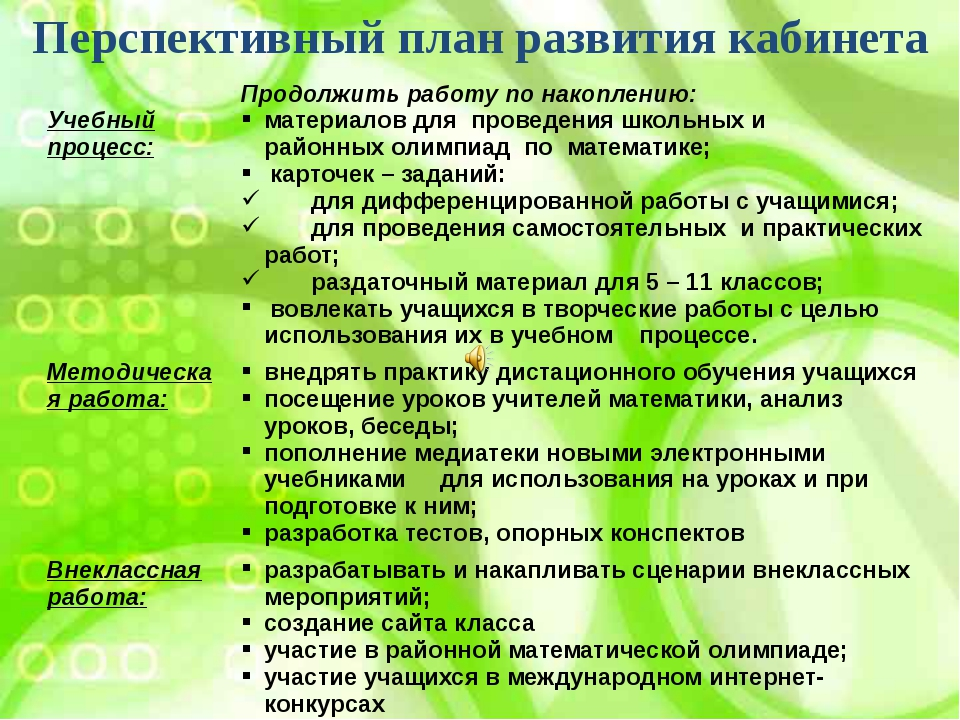 Перспективный план развития кабинета
Учебный
процесс:
Продолжить работу по накоплению:
▪ материалов для проведения школьных и
районных олимпиад по математике;
▪ карточек – заданий:
✓ для дифференцированной работы с учащимися;
✓ для проведения самостоятельных и практических
работ;
✓ раздаточный материал для 5 – 11 классов;
▪ вовлекать учащихся в творческие работы с целью
использования их в учебном процессе.
Методическа
я работа:
▪ внедрять практику дистационного обучения учащихся
▪ посещение уроков учителей математики, анализ
уроков, беседы;
▪ пополнение медиатеки новыми электронными
учебниками для использования на уроках и при
подготовке к ним;
▪ разработка тестов, опорных конспектов
Внеклассная
работа:
▪ разрабатывать и накапливать сценарии внеклассных
мероприятий;
▪ создание сайта класса
▪ участие в районной математической олимпиаде;
▪ участие учащихся в международном интернет-
конкурсах